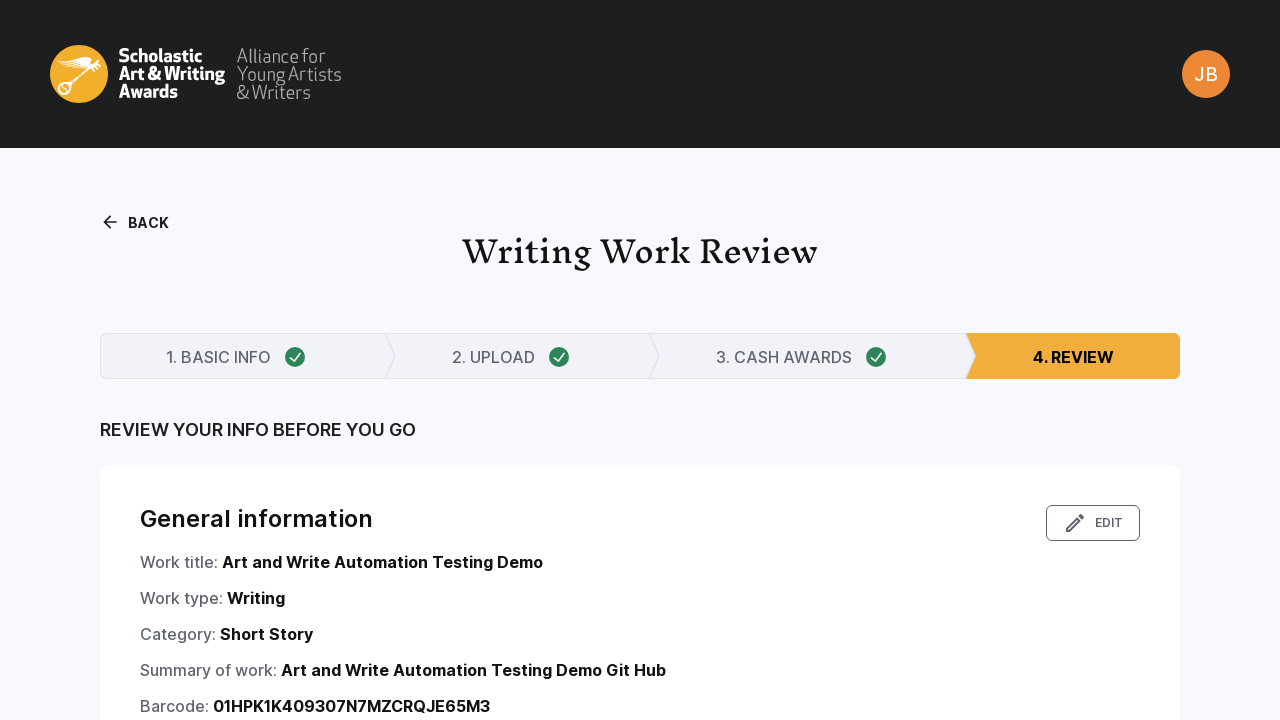 Scholastic
Art & Writing
Awards
Alliance for
Young Artists
& Writers
JB
BACK
Writing Work Review
1. BASIC INFO
2. UPLOAD
3. CASH AWARDS
4. REVIEW
REVIEW YOUR INFO BEFORE YOU GO
General information
EDIT
Work title: Art and Write Automation Testing Demo
Work type: Writing
Category: Short Story
Summary of work: Art and Write Automation Testing Demo Git Hub
Barcode: 01HPK1K409307N7MZCRQJE65M3